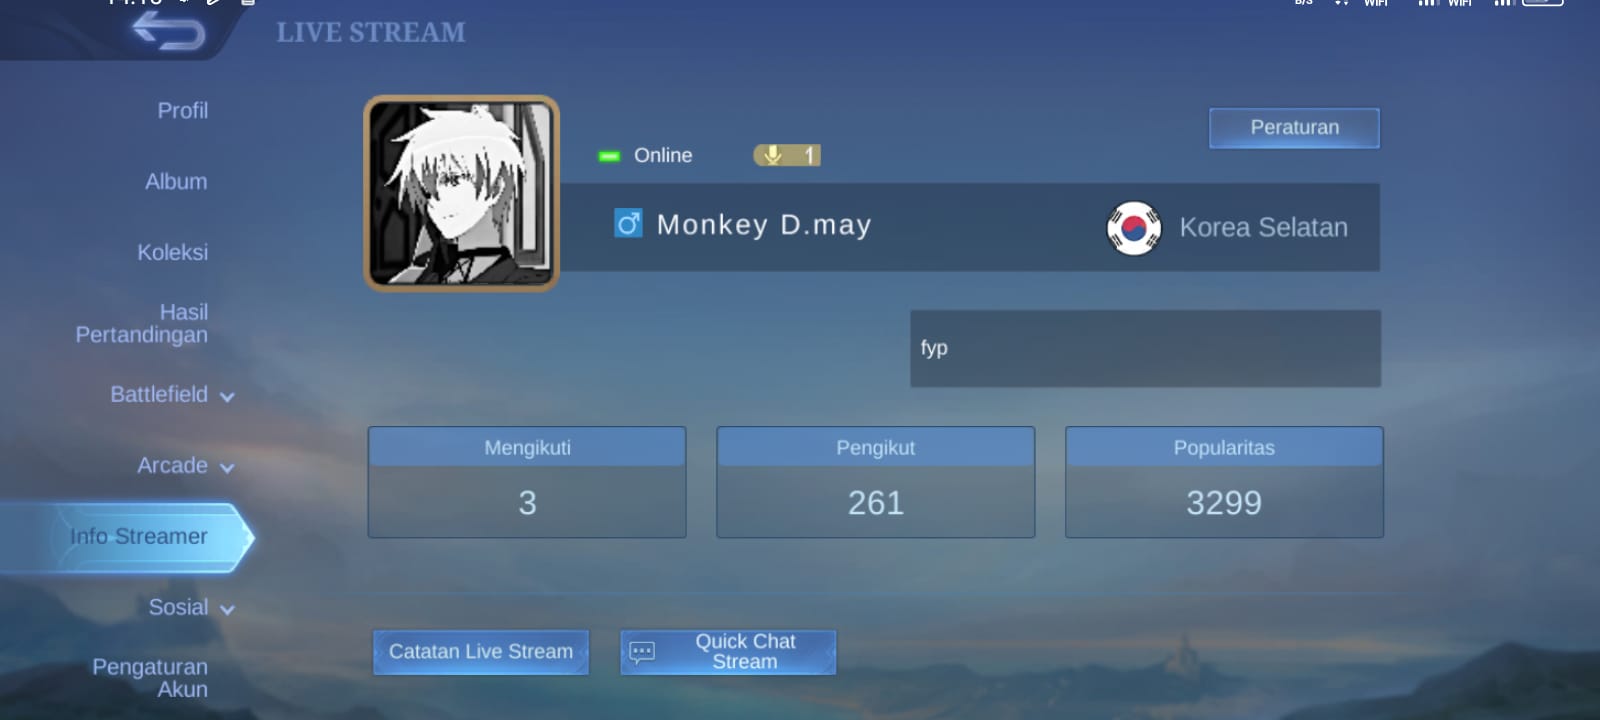 LIVE STREAM
Profil
Album
Koleksi
Hasil
Pertandingan
Battlefield
Arcade
Info Streamer
Sosial
Pengaturan
Akun
Online
1
Peraturan
Monkey D.may
Korea Selatan
fyp
Mengikuti
3
Pengikut
261
Popularitas
3299
Catatan Live Stream
Quick Chat
Stream